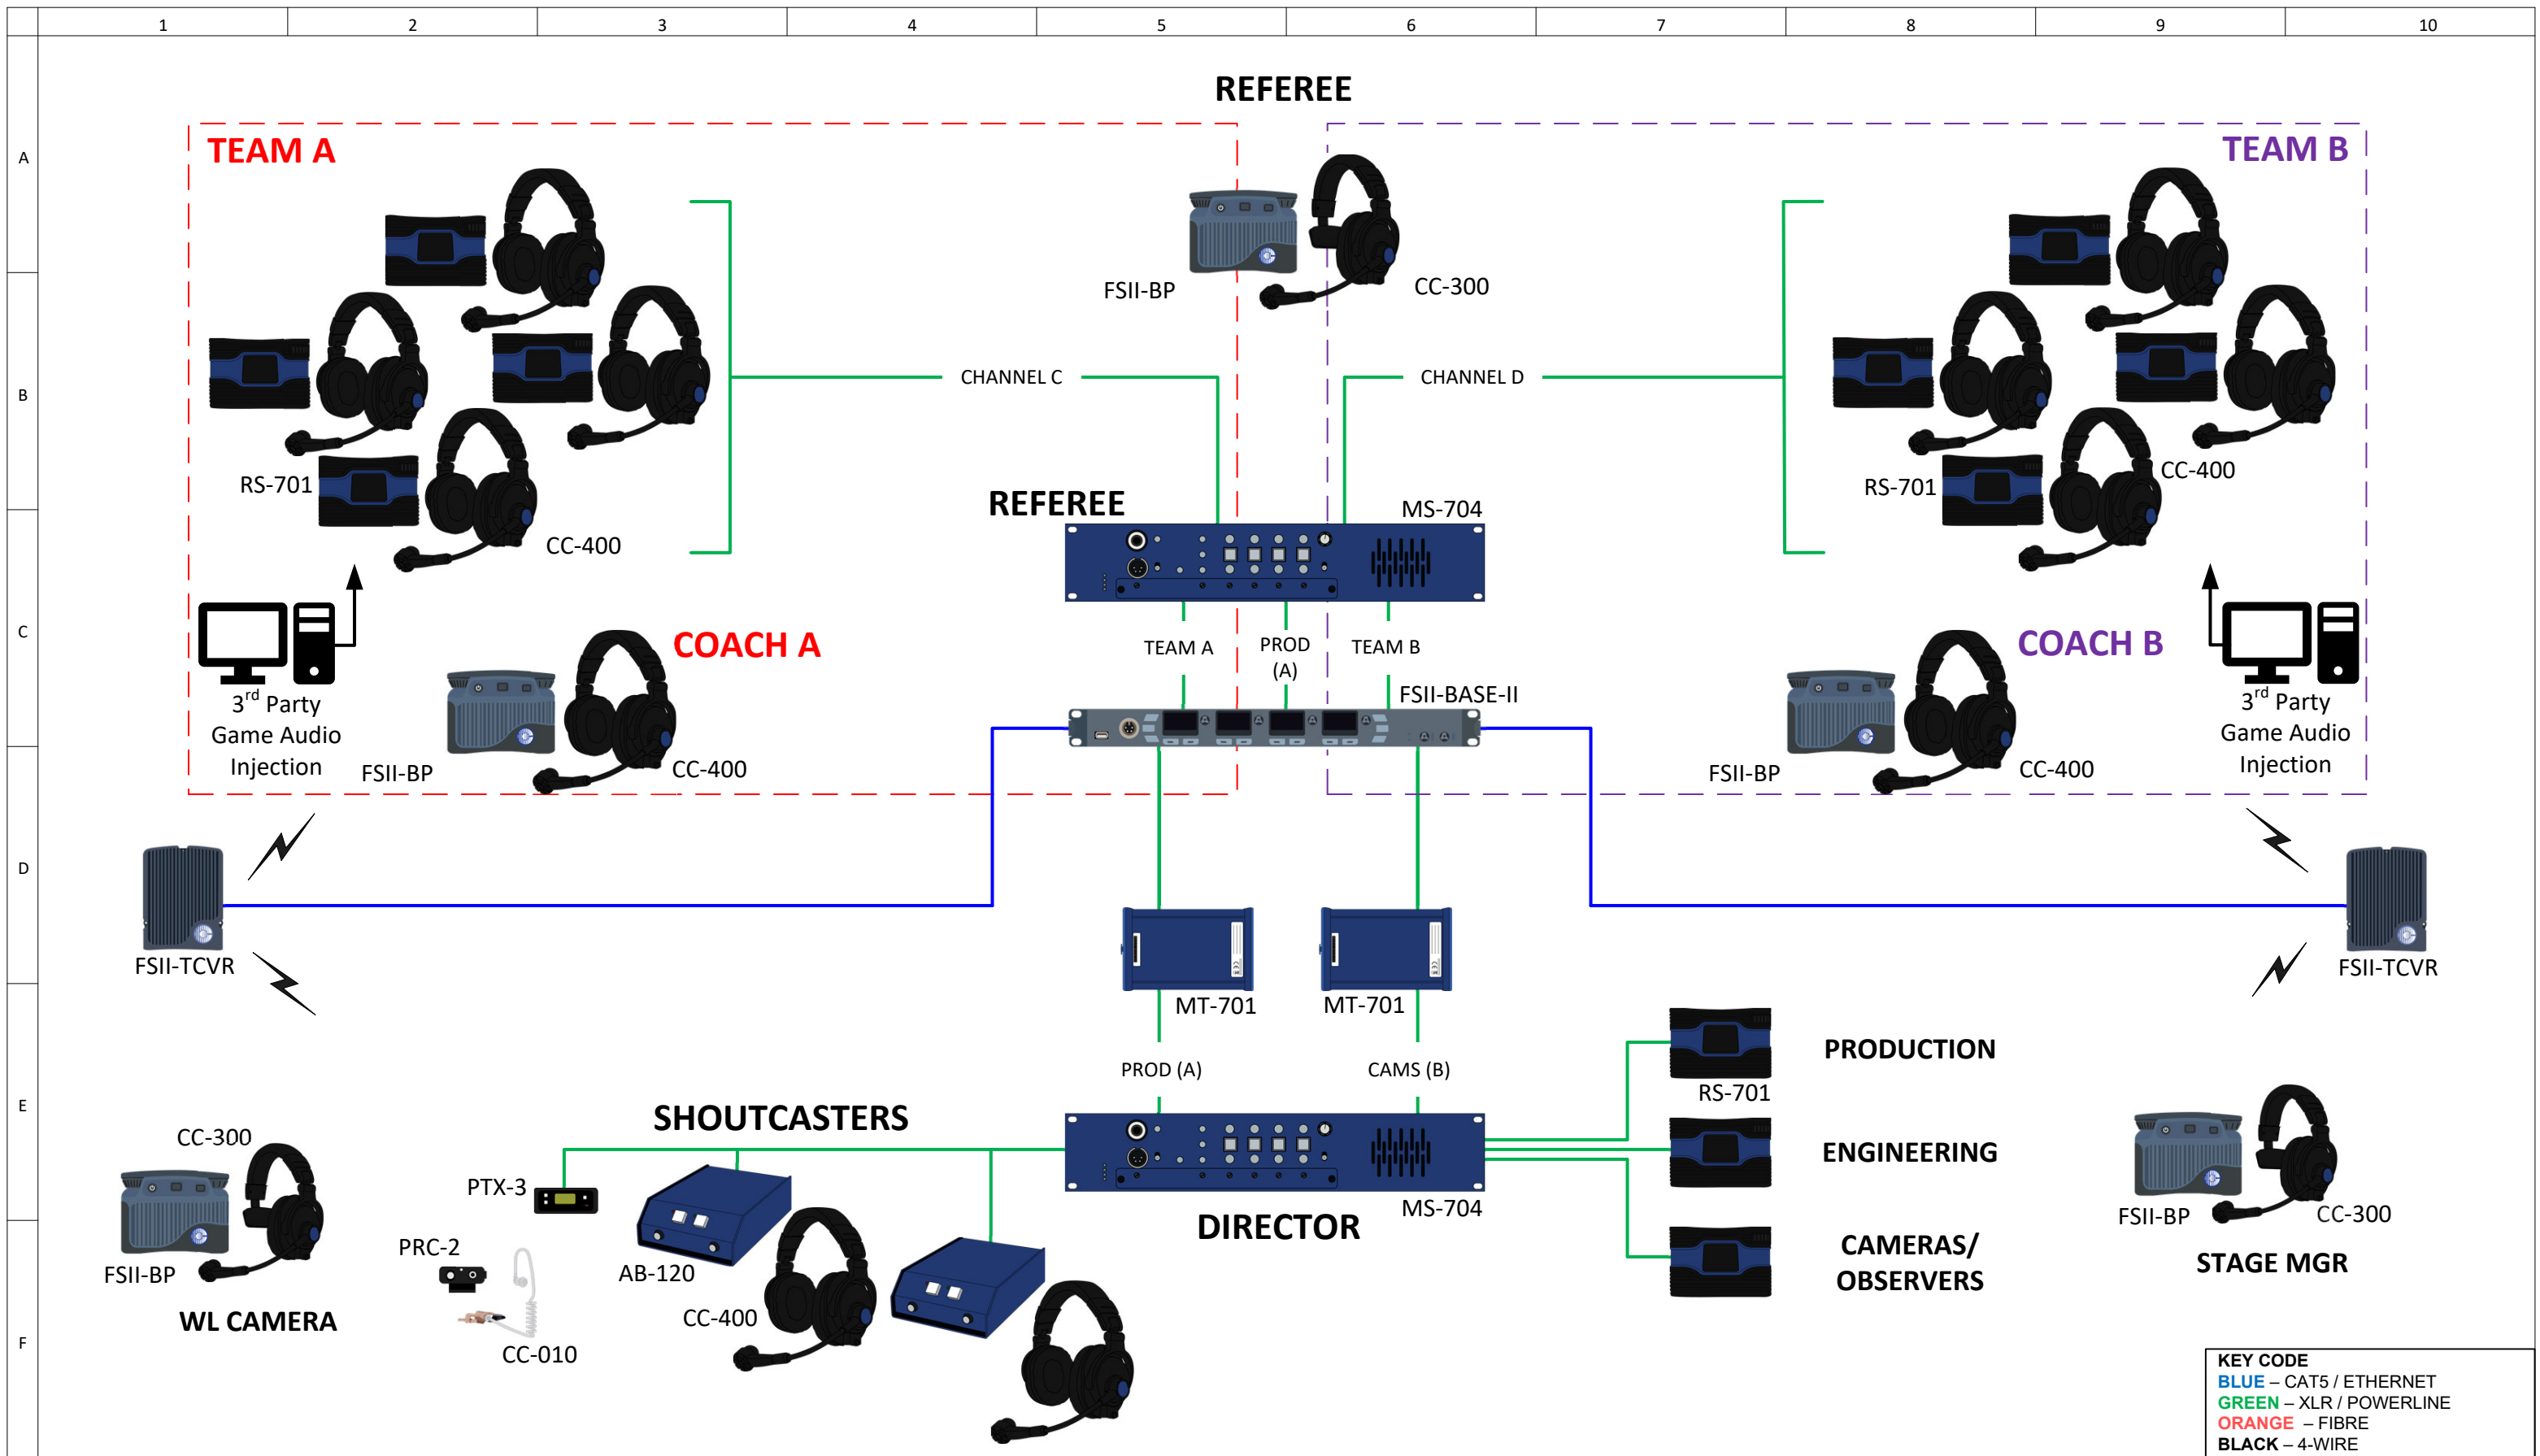 1 2 3 4 5 6 7 8 9 10
REFEREE
A
TEAM A
TEAM B
FSII-BP
CC-300
B
CHANNEL C
CHANNEL D
RS-701
CC-400
RS-701
CC-400
REFEREE
MS-704
C
TEAM A
PROD
(A)
TEAM B
COACH A
COACH B
3rd Party
Game Audio
Injection
FSII-BP
CC-400
FSII-BASE-II
FSII-BP
CC-400
3rd Party
Game Audio
Injection
D
FSII-TCVR
FSII-TCVR
MT-701
MT-701
E
PROD (A)
CAMS (B)
RS-701
PRODUCTION
ENGINEERING
CAMERAS/
OBSERVERS
SHOUTCASTERS
CC-300
FSII-BP
WL CAMERA
PTX-3
PRC-2
CC-010
AB-120
CC-400
MS-704
DIRECTOR
FSII-BP
CC-300
STAGE MGR
F
KEY CODE
BLUE – CAT5 / ETHERNET
GREEN – XLR / POWERLINE
ORANGE – FIBRE
BLACK – 4-WIRE